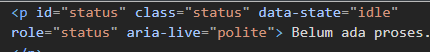 <p id="status" class="status" data-state="idle"
role="status" aria-live="polite"> Belum ada proses.
</p>